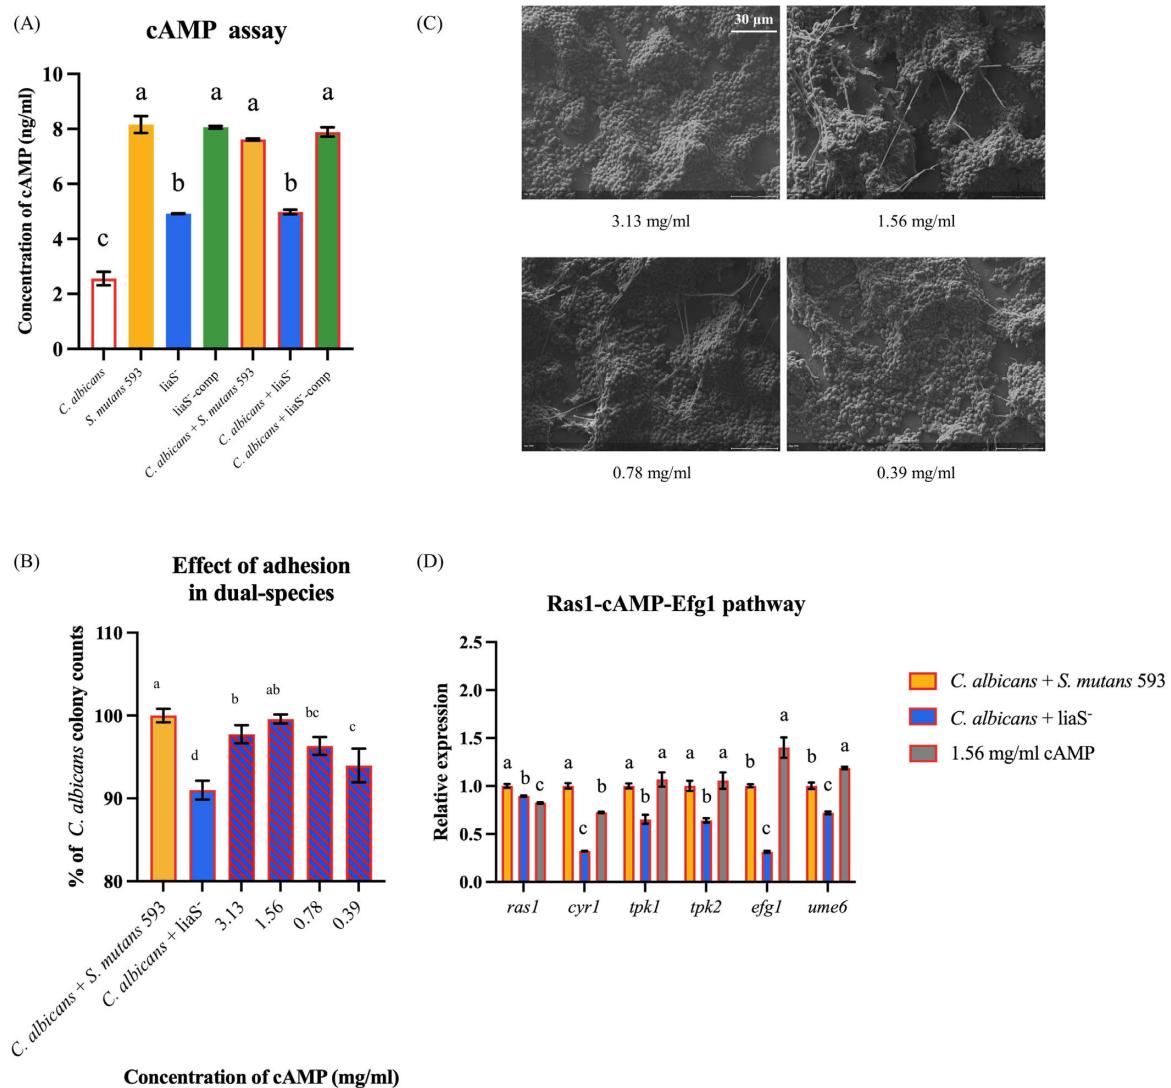 (A)
cAMP assay
Concentration of cAMP (ng/ml)
10
8
6
4
2
0
a
a
a
a
b
b
c
C. albicans
S. mutans 593
liaS⁻
liaS⁻-comp
C. albicans + S. mutans 593
C. albicans + liaS⁻
C. albicans + liaS⁻-comp
(C)
30 µm
3.13 mg/ml
1.56 mg/ml
0.78 mg/ml
0.39 mg/ml
(B)
Effect of adhesion
in dual-species
% of C. albicans colony counts
110
100
90
80
a
d
b
ab
bc
c
C. albicans + S. mutans 593
C. albicans + liaS⁻
3.13
1.56
0.78
0.39
Concentration of cAMP (mg/ml)
(D)
Ras1-cAMP-Efg1 pathway
Relative expression
2.5
2.0
1.5
1.0
0.5
0.0
a b c
a c b
a b a
a b a
b c a
b c a
ras1
cyr1
tpk1
tpk2
efg1
ume6
C. albicans + S. mutans 593
C. albicans + liaS⁻
1.56 mg/ml cAMP